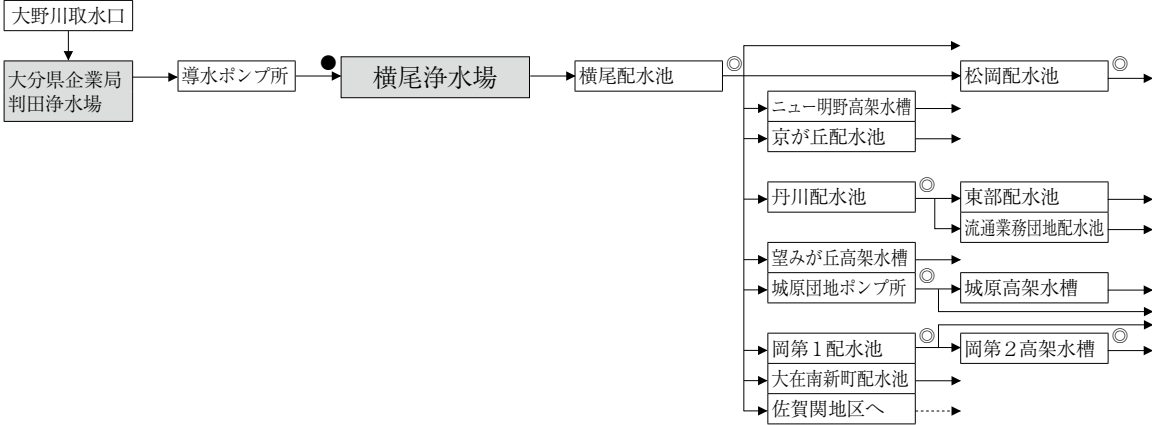 大野川取水口
大分県企業局
判田浄水場
導水ポンプ所
●
横尾浄水場
横尾配水池
◎
松岡配水池
◎
ニュー明野高架水槽
京が丘配水池
丹川配水池
◎
東部配水池
流通業務団地配水池
望みが丘高架水槽
城原団地ポンプ所
◎
城原高架水槽
岡第１配水池
◎
岡第２高架水槽
◎
大在南新町配水池
佐賀関地区へ